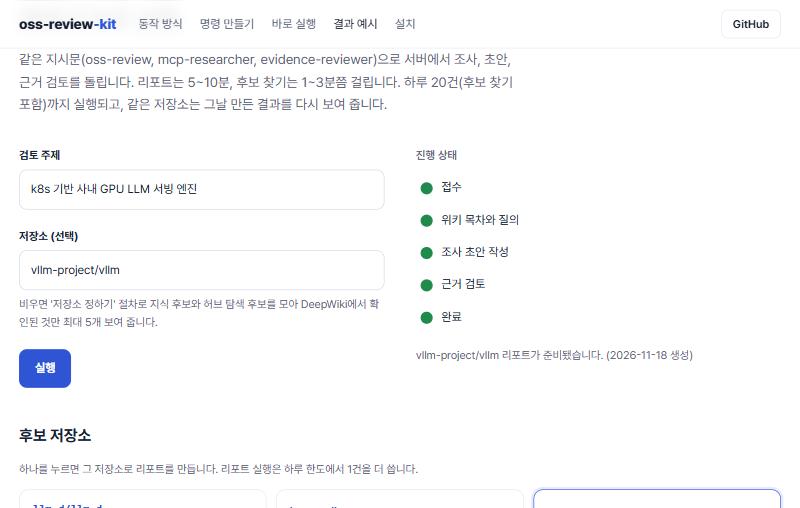 oss-review-kit 동작 방식 명령 만들기 바로 실행 결과 예시 설치 GitHub
같은 지시문(oss-review, mcp-researcher, evidence-reviewer)으로 서버에서 조사, 초안,
근거 검토를 돌립니다. 리포트는 5~10분, 후보 찾기는 1~3분쯤 걸립니다. 하루 20건(후보 찾기
포함)까지 실행되고, 같은 저장소는 그날 만든 결과를 다시 보여 줍니다.
검토 주제
k8s 기반 사내 GPU LLM 서빙 엔진
저장소 (선택)
vllm-project/vllm
비우면 '저장소 정하기' 절차로 지식 후보와 허브 탐색 후보를 모아 DeepWiki에서 확
인된 것만 최대 5개 보여 줍니다.
실행
진행 상태
접수
위키 목차와 질의
조사 초안 작성
근거 검토
완료
vllm-project/vllm 리포트가 준비됐습니다. (2026-11-18 생성)
후보 저장소
하나를 누르면 그 저장소로 리포트를 만듭니다. 리포트 실행은 하루 한도에서 1건을 더 씁니다.